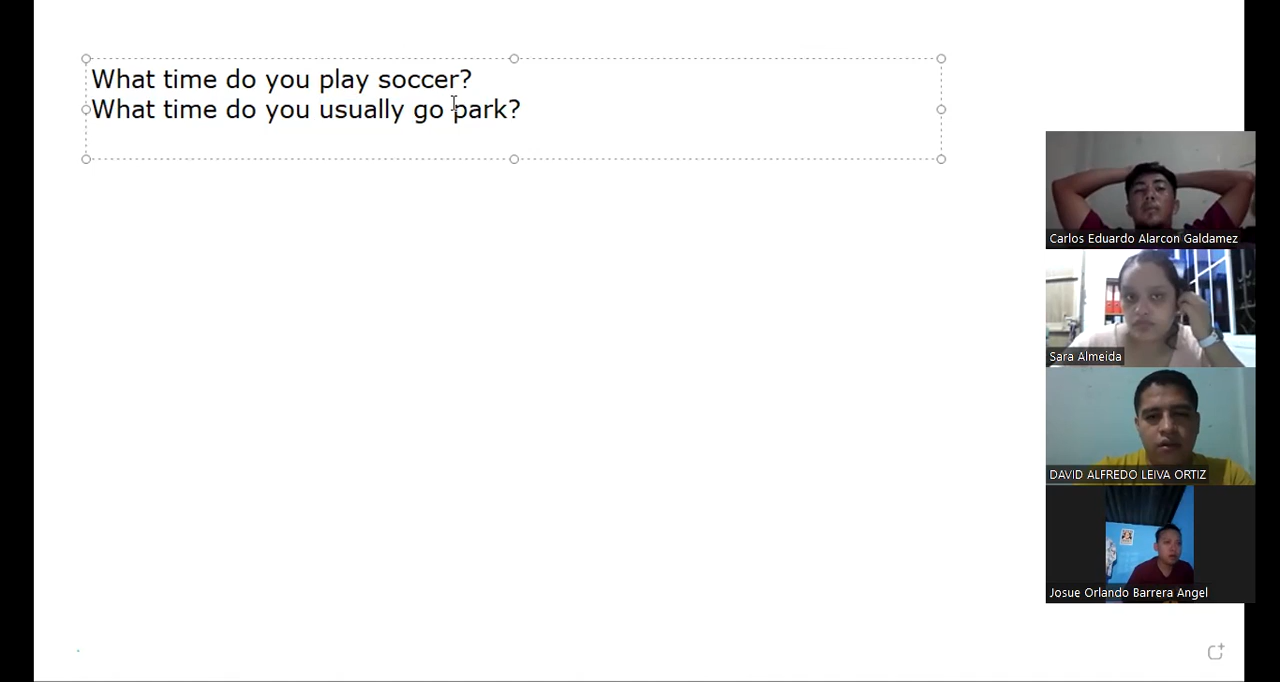 What time do you play soccer?
What time do you usually go park?
Carlos Eduardo Alarcon Galdamez
Sara Almeida
DAVID ALFREDO LEIVA ORTIZ
Josue Orlando Barrera Angel